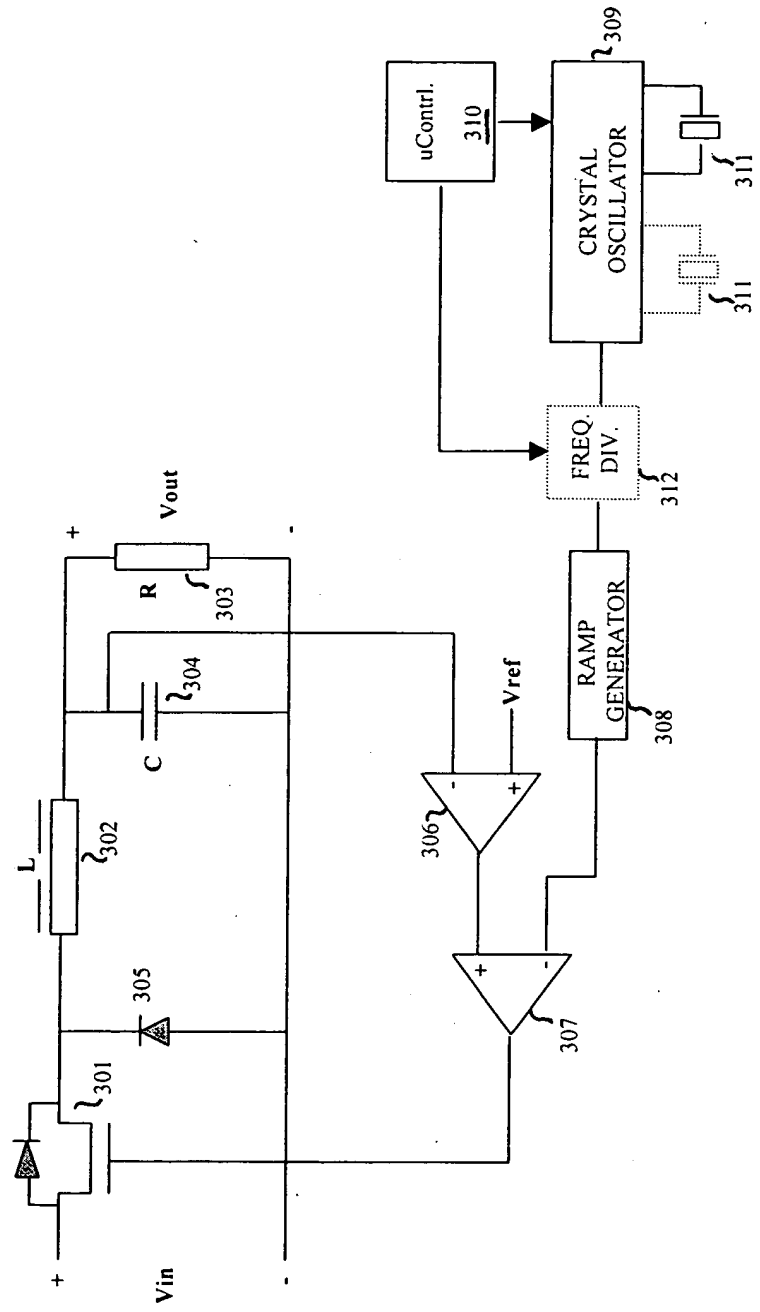 +
Vin
-
301
305
L
302
C
304
R
303
+
Vout
-
306
-
+
Vref
307
+
-
RAMP
GENERATOR
308
FREQ.
DIV.
312
uContrl.
310
CRYSTAL
OSCILLATOR
309
311
311